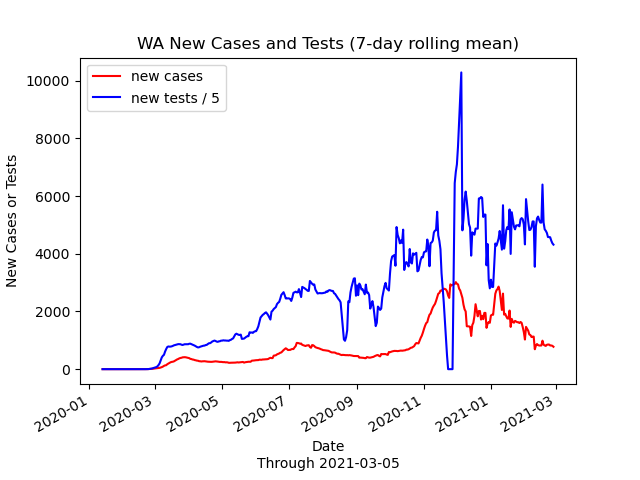 WA New Cases and Tests (7-day rolling mean)
new cases
new tests / 5
New Cases or Tests
10000
8000
6000
4000
2000
0
2020-01
2020-03
2020-05
2020-07
2020-09
2020-11
2021-01
2021-03
Date
Through 2021-03-05